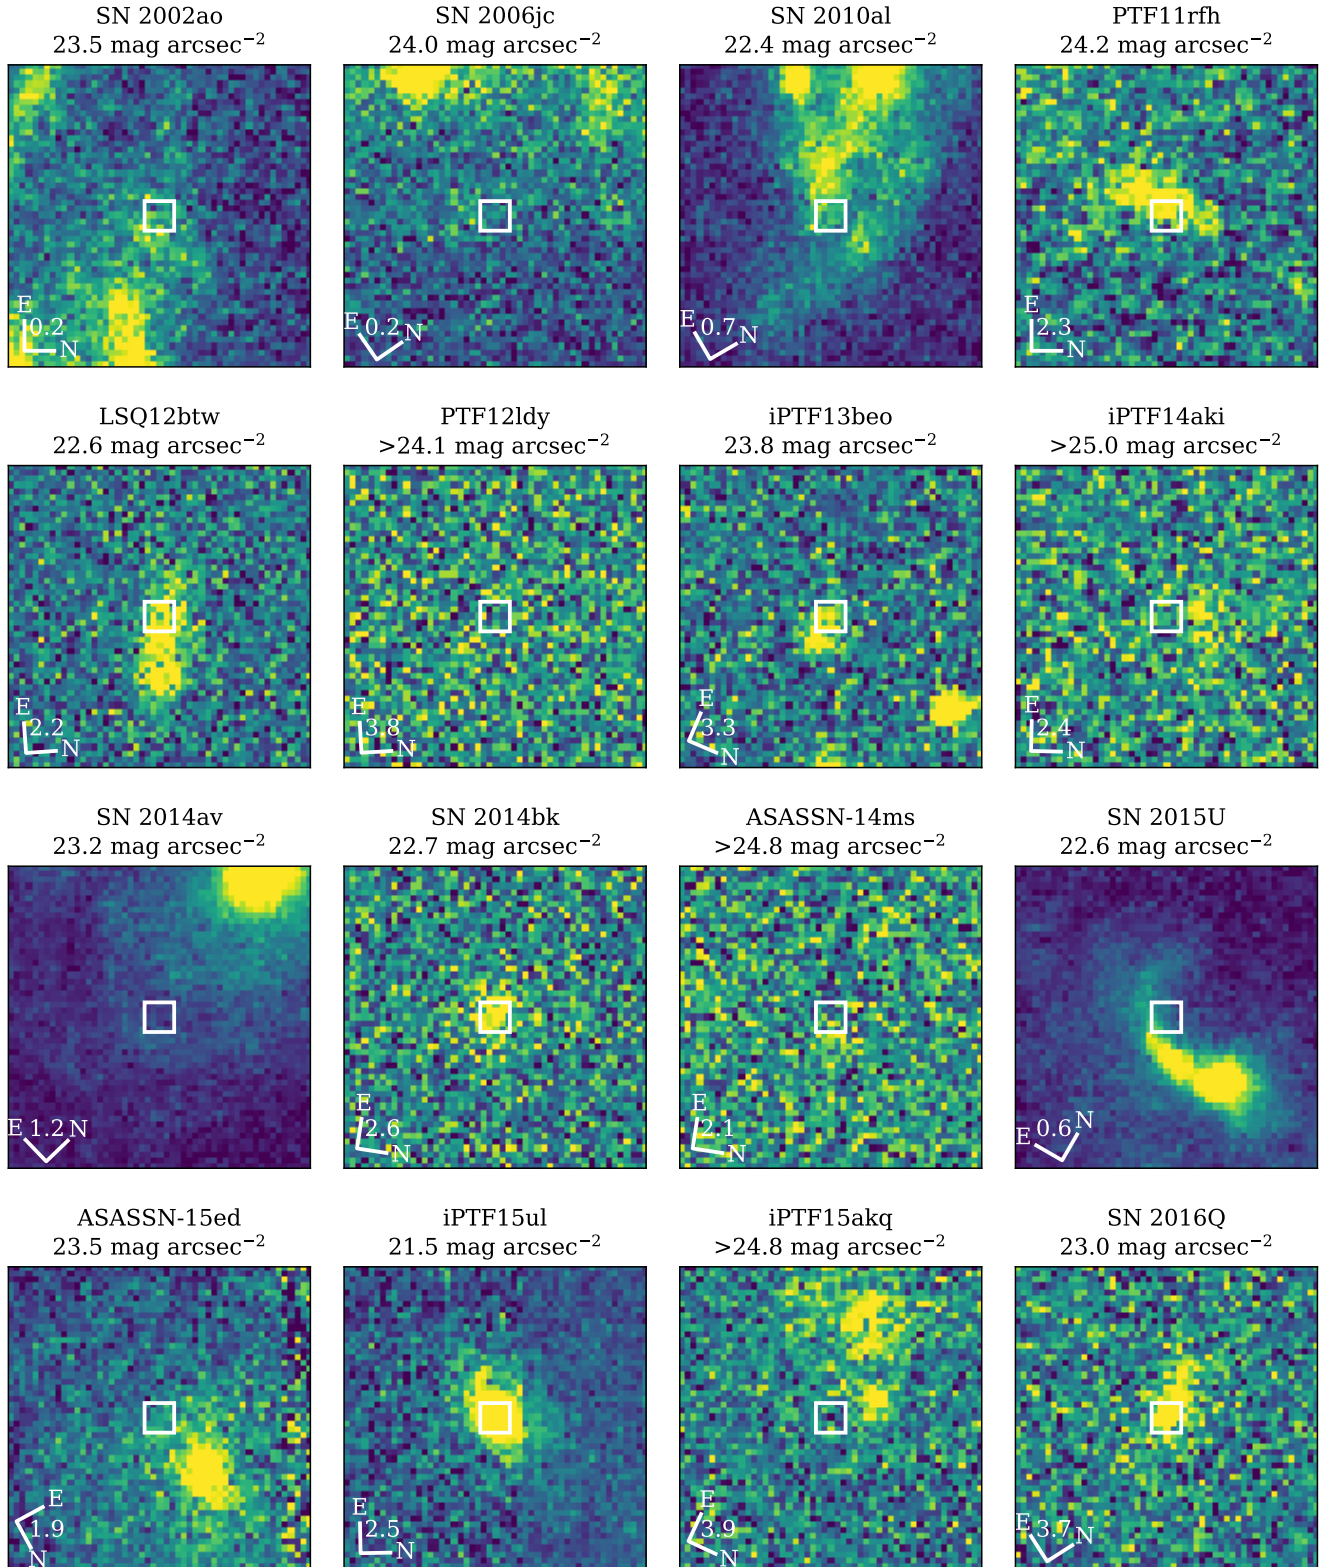 SN 2002ao
23.5 mag arcsec⁻²
E
0.2
N
SN 2006jc
24.0 mag arcsec⁻²
E 0.2 N
SN 2010al
22.4 mag arcsec⁻²
E 0.7 N
PTF11rfh
24.2 mag arcsec⁻²
E
2.3
N
LSQ12btw
22.6 mag arcsec⁻²
E
2.2
N
PTF12ldy
>24.1 mag arcsec⁻²
E
3.8
N
iPTF13beo
23.8 mag arcsec⁻²
E
3.3
N
iPTF14aki
>25.0 mag arcsec⁻²
E
2.4
N
SN 2014av
23.2 mag arcsec⁻²
E 1.2 N
SN 2014bk
22.7 mag arcsec⁻²
E
2.6
N
ASASSN-14ms
>24.8 mag arcsec⁻²
E
2.1
N
SN 2015U
22.6 mag arcsec⁻²
E 0.6 N
ASASSN-15ed
23.5 mag arcsec⁻²
E
1.9
N
iPTF15ul
21.5 mag arcsec⁻²
E
2.5
N
iPTF15akq
>24.8 mag arcsec⁻²
E
3.9
N
SN 2016Q
23.0 mag arcsec⁻²
E 3.7 N